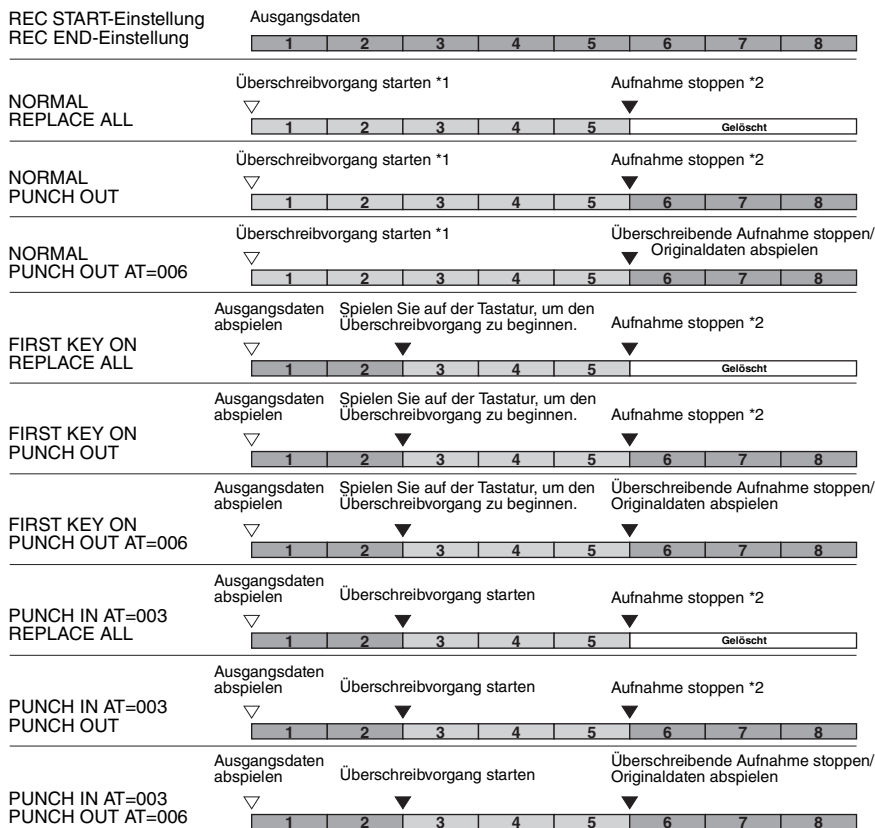 REC START-Einstellung
REC END-Einstellung
Ausgangsdaten
1 2 3 4 5 6 7 8
NORMAL
REPLACE ALL
Überschreibvorgang starten *1
Aufnahme stoppen *2
1 2 3 4 5 Gelöscht
NORMAL
PUNCH OUT
Überschreibvorgang starten *1
Aufnahme stoppen *2
1 2 3 4 5 6 7 8
NORMAL
PUNCH OUT AT=006
Überschreibvorgang starten *1
Überschreibende Aufnahme stoppen/
Originaldaten abspielen
1 2 3 4 5 6 7 8
FIRST KEY ON
REPLACE ALL
Ausgangsdaten
abspielen
Spielen Sie auf der Tastatur, um den
Überschreibvorgang zu beginnen.
Aufnahme stoppen *2
1 2 3 4 5 Gelöscht
FIRST KEY ON
PUNCH OUT
Ausgangsdaten
abspielen
Spielen Sie auf der Tastatur, um den
Überschreibvorgang zu beginnen.
Aufnahme stoppen *2
1 2 3 4 5 6 7 8
FIRST KEY ON
PUNCH OUT AT=006
Ausgangsdaten
abspielen
Spielen Sie auf der Tastatur, um den
Überschreibvorgang zu beginnen.
Überschreibende Aufnahme stoppen/
Originaldaten abspielen
1 2 3 4 5 6 7 8
PUNCH IN AT=003
REPLACE ALL
Ausgangsdaten
abspielen
Überschreibvorgang starten
Aufnahme stoppen *2
1 2 3 4 5 Gelöscht
PUNCH IN AT=003
PUNCH OUT
Ausgangsdaten
abspielen
Überschreibvorgang starten
Aufnahme stoppen *2
1 2 3 4 5 6 7 8
PUNCH IN AT=003
PUNCH OUT AT=006
Ausgangsdaten
abspielen
Überschreibvorgang starten
Überschreibende Aufnahme stoppen/
Originaldaten abspielen
1 2 3 4 5 6 7 8